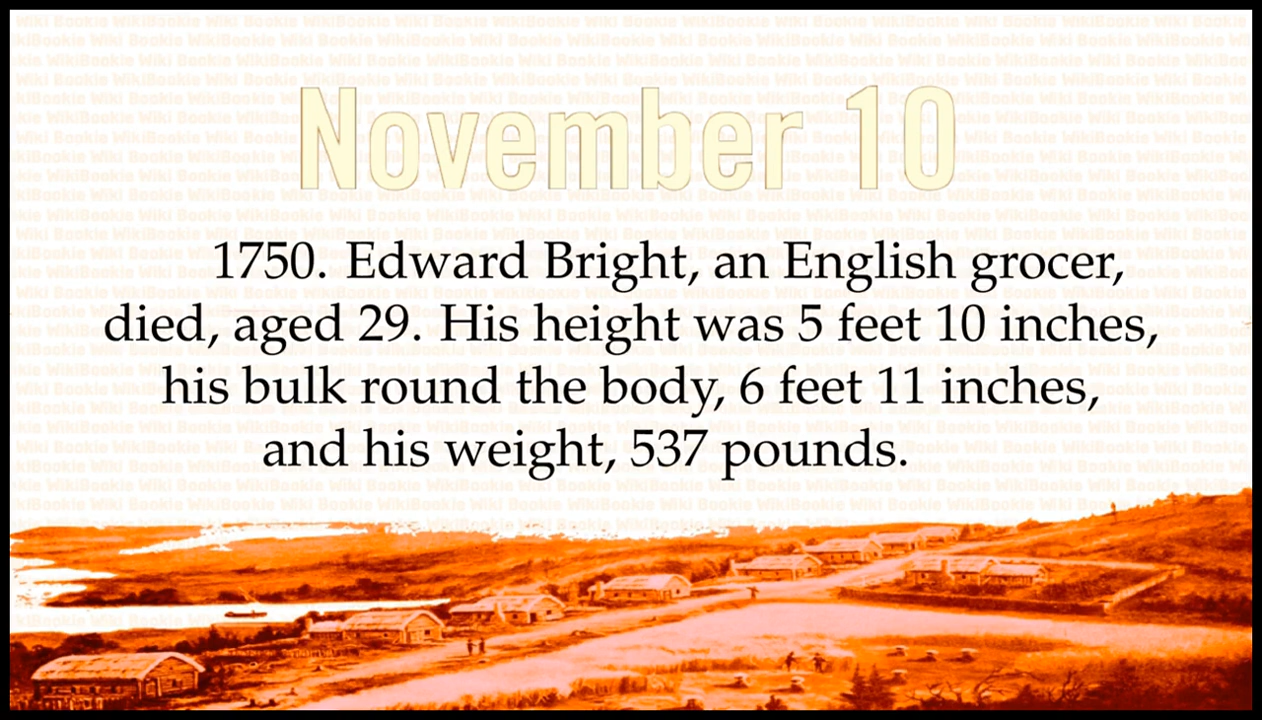 November 10
1750. Edward Bright, an English grocer,
died, aged 29. His height was 5 feet 10 inches,
his bulk round the body, 6 feet 11 inches,
and his weight, 537 pounds.